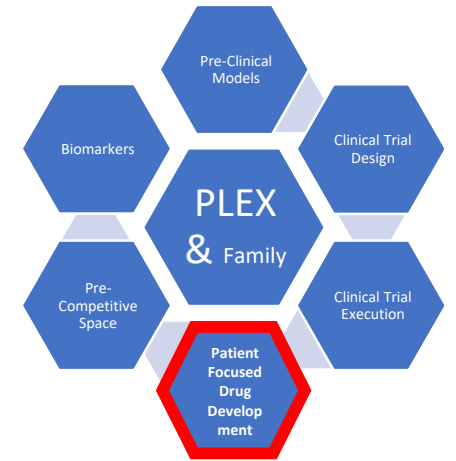 Pre-Clinical
Models
Biomarkers
Clinical Trial
Design
PLEX
& Family
Pre-
Competitive
Space
Clinical Trial
Execution
Patient
Focused
Drug
Develop
ment